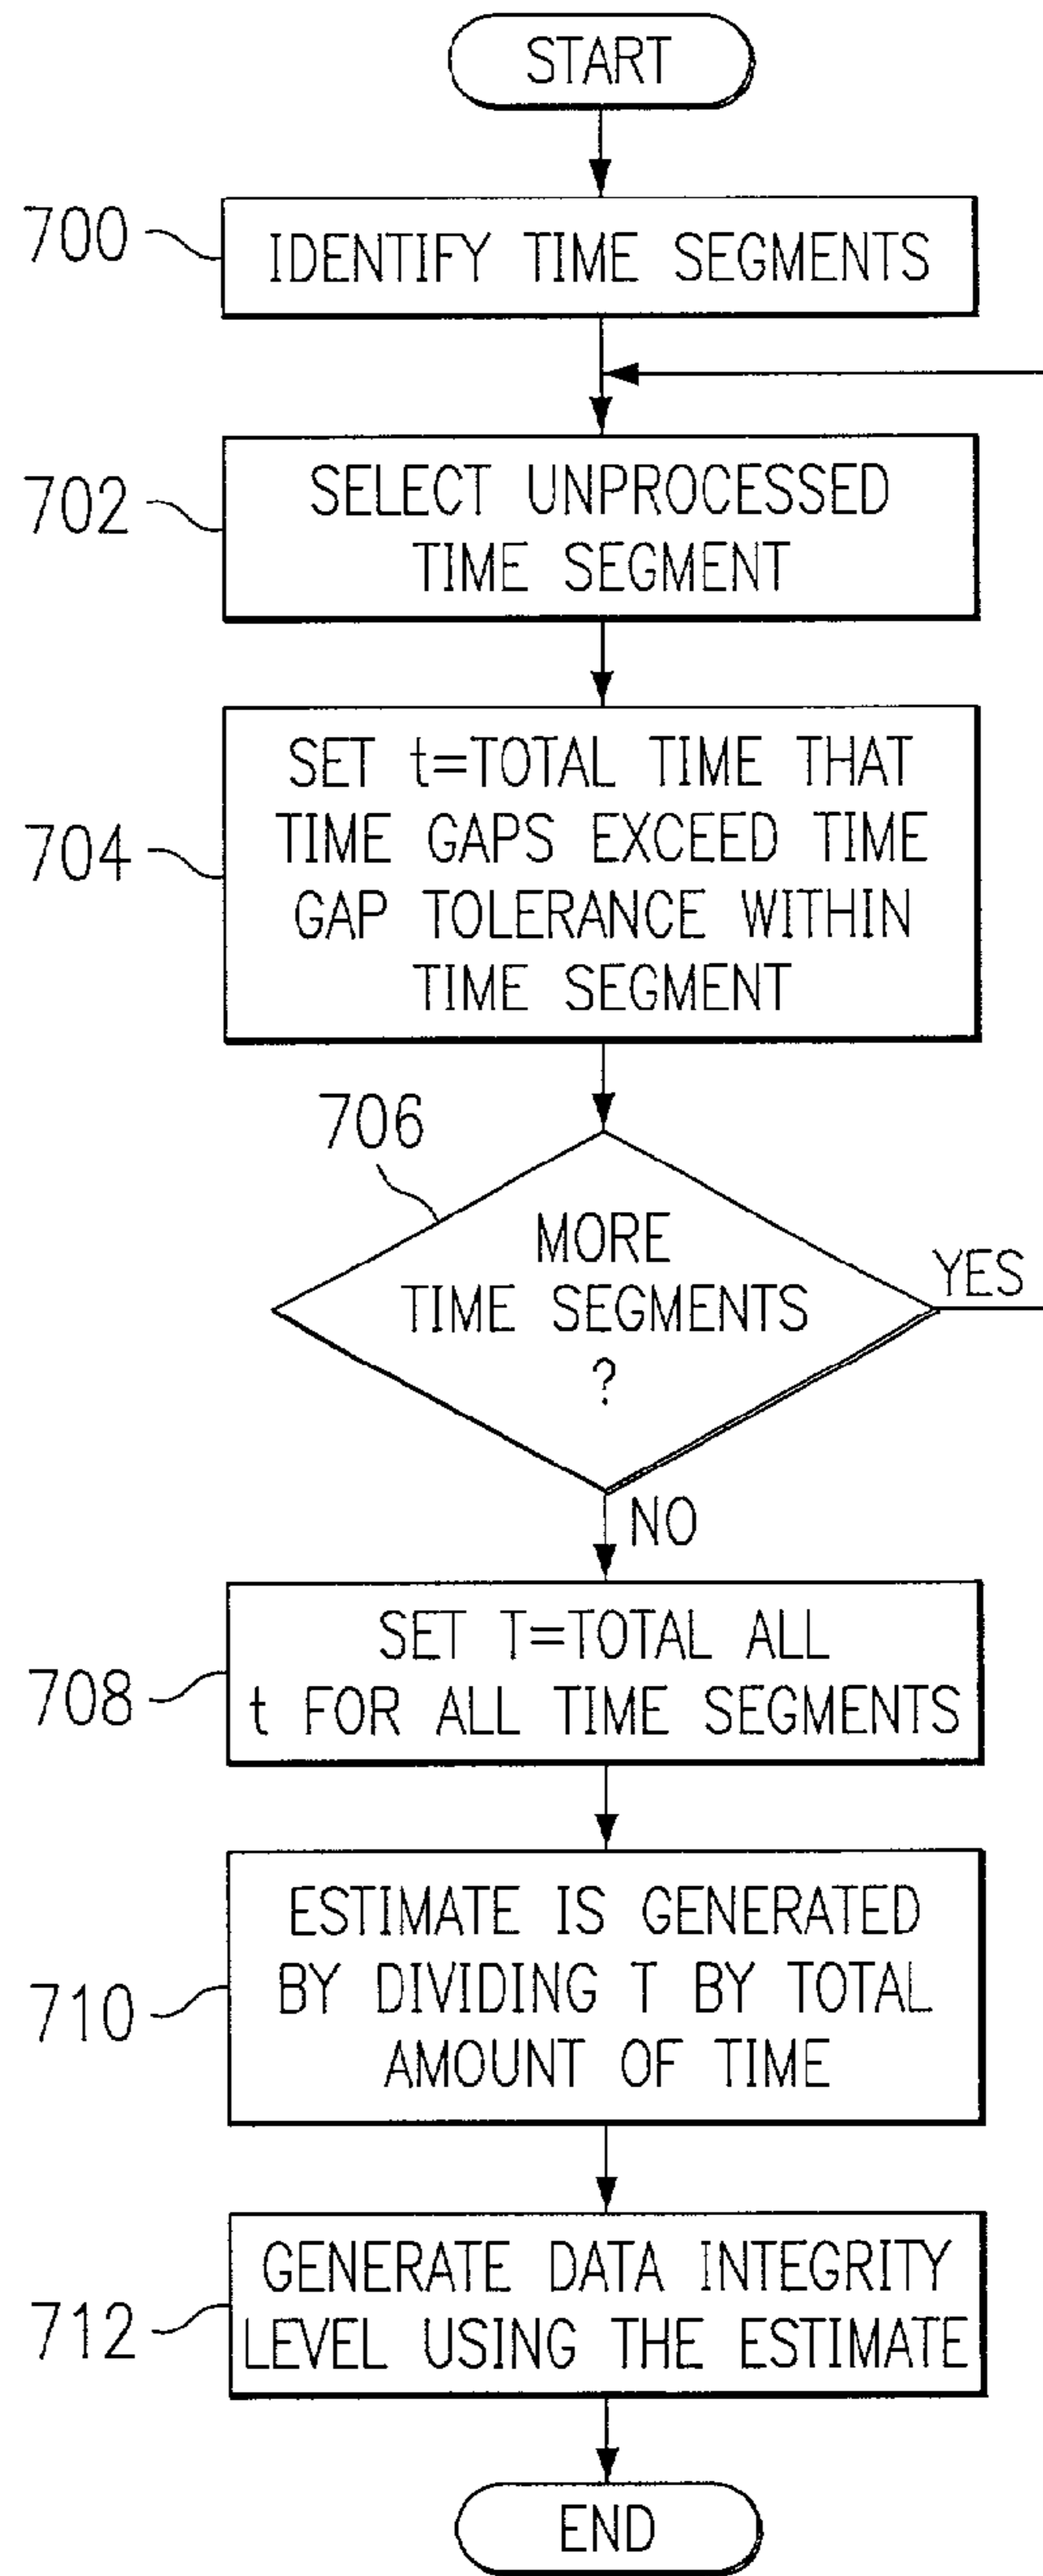 START
700
IDENTIFY TIME SEGMENTS
702
SELECT UNPROCESSED
TIME SEGMENT
704
SET t=TOTAL TIME THAT
TIME GAPS EXCEED TIME
GAP TOLERANCE WITHIN
TIME SEGMENT
706
MORE
TIME SEGMENTS
?
YES
NO
708
SET T=TOTAL ALL
t FOR ALL TIME SEGMENTS
710
ESTIMATE IS GENERATED
BY DIVIDING T BY TOTAL
AMOUNT OF TIME
712
GENERATE DATA INTEGRITY
LEVEL USING THE ESTIMATE
END